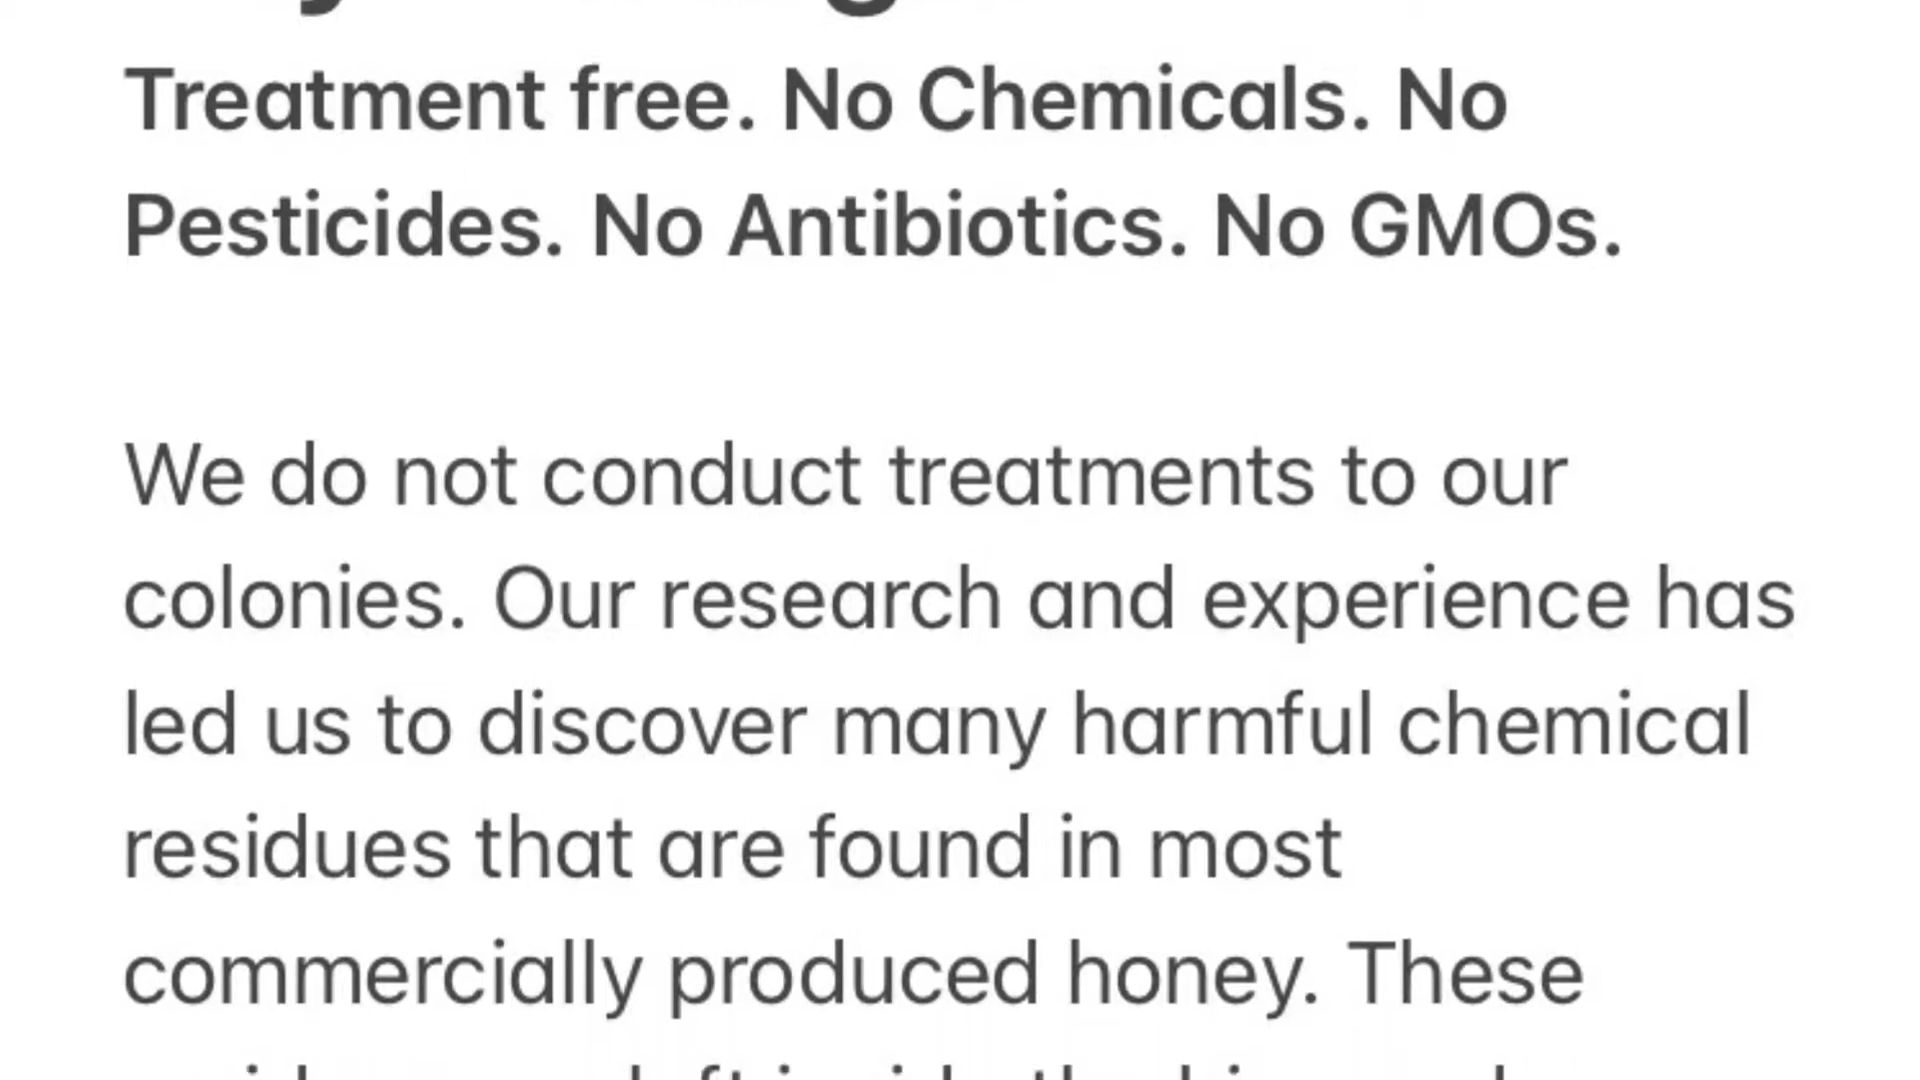 Treatment free. No Chemicals. No
Pesticides. No Antibiotics. No GMOs.
We do not conduct treatments to our
colonies. Our research and experience has
led us to discover many harmful chemical
residues that are found in most
commercially produced honey. These